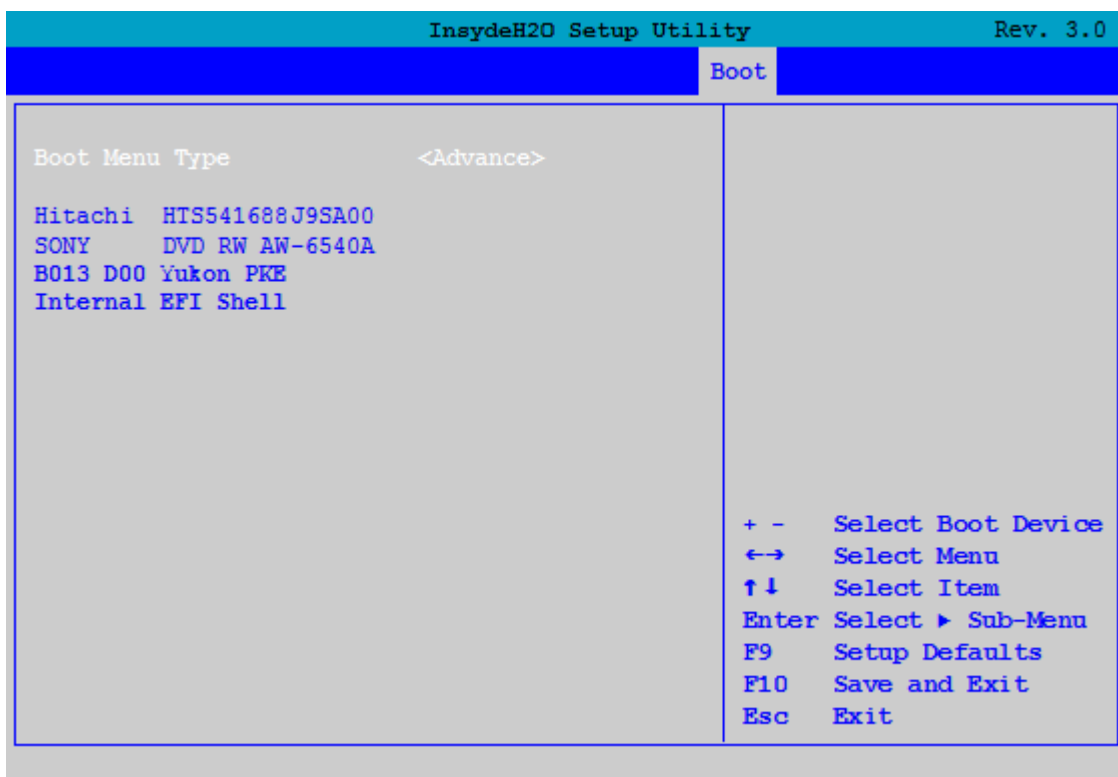 InsydeH2O Setup Utility Rev. 3.0
Boot
Boot Menu Type <Advance>
Hitachi HTS541688J9SA00
SONY DVD RW AW-6540A
B013 D00 Yukon PKE
Internal EFI Shell
+ - Select Boot Device
←→ Select Menu
↑↓ Select Item
Enter Select ▶ Sub-Menu
F9 Setup Defaults
F10 Save and Exit
Esc Exit